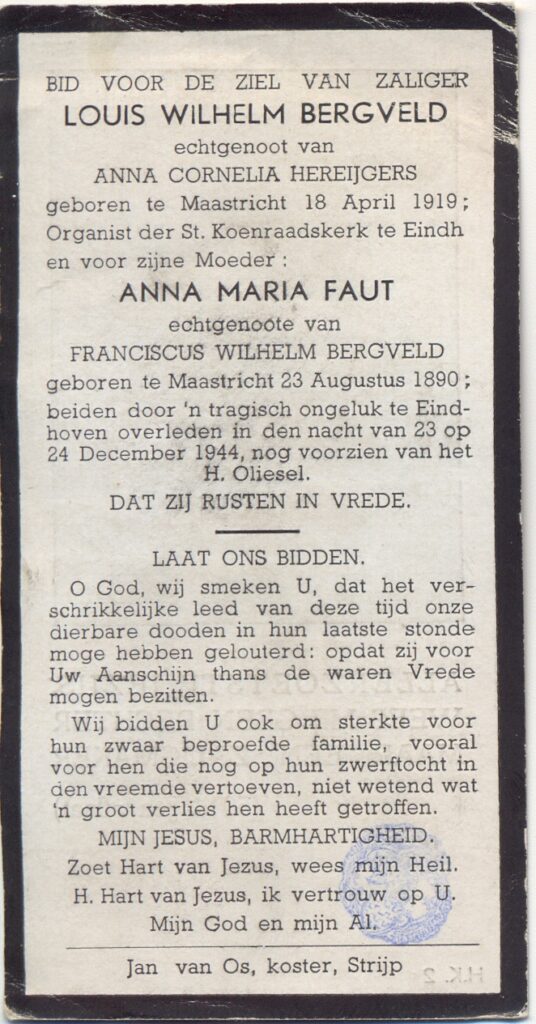 BID VOOR DE ZIEL VAN ZALIGER
LOUIS WILHELM BERGVELD
echtgenoot van
ANNA CORNELIA HEREIJGERS
geboren te Maastricht 18 April 1919;
Organist der St. Koenraadskerk te Eindh
en voor zijne Moeder:
ANNA MARIA FAUT
echtgenoote van
FRANCISCUS WILHELM BERGVELD
geboren te Maastricht 23 Augustus 1890;
beiden door 'n tragisch ongeluk te Eind-
hoven overleden in den nacht van 23 op
24 December 1944, nog voorzien van het
H. Oliesel.
DAT ZIJ RUSTEN IN VREDE.
LAAT ONS BIDDEN.
O God, wij smeken U, dat het ver-
schrikkelijke leed van deze tijd onze
dierbare dooden in hun laatste stonde
moge hebben gelouterd: opdat zij voor
Uw Aanschijn thans de waren Vrede
mogen bezitten.
Wij bidden U ook om sterkte voor
hun zwaar beproefde familie, vooral
voor hen die nog op hun zwerftocht in
den vreemde vertoeven, niet wetend wat
'n groot verlies hen heeft getroffen.
MIJN JESUS, BARMHARTIGHEID.
Zoet Hart van Jezus, wees mijn Heil.
H. Hart van Jezus, ik vertrouw op U.
Mijn God en mijn Al.
Jan van Os, koster, Strijp
H.K. 2